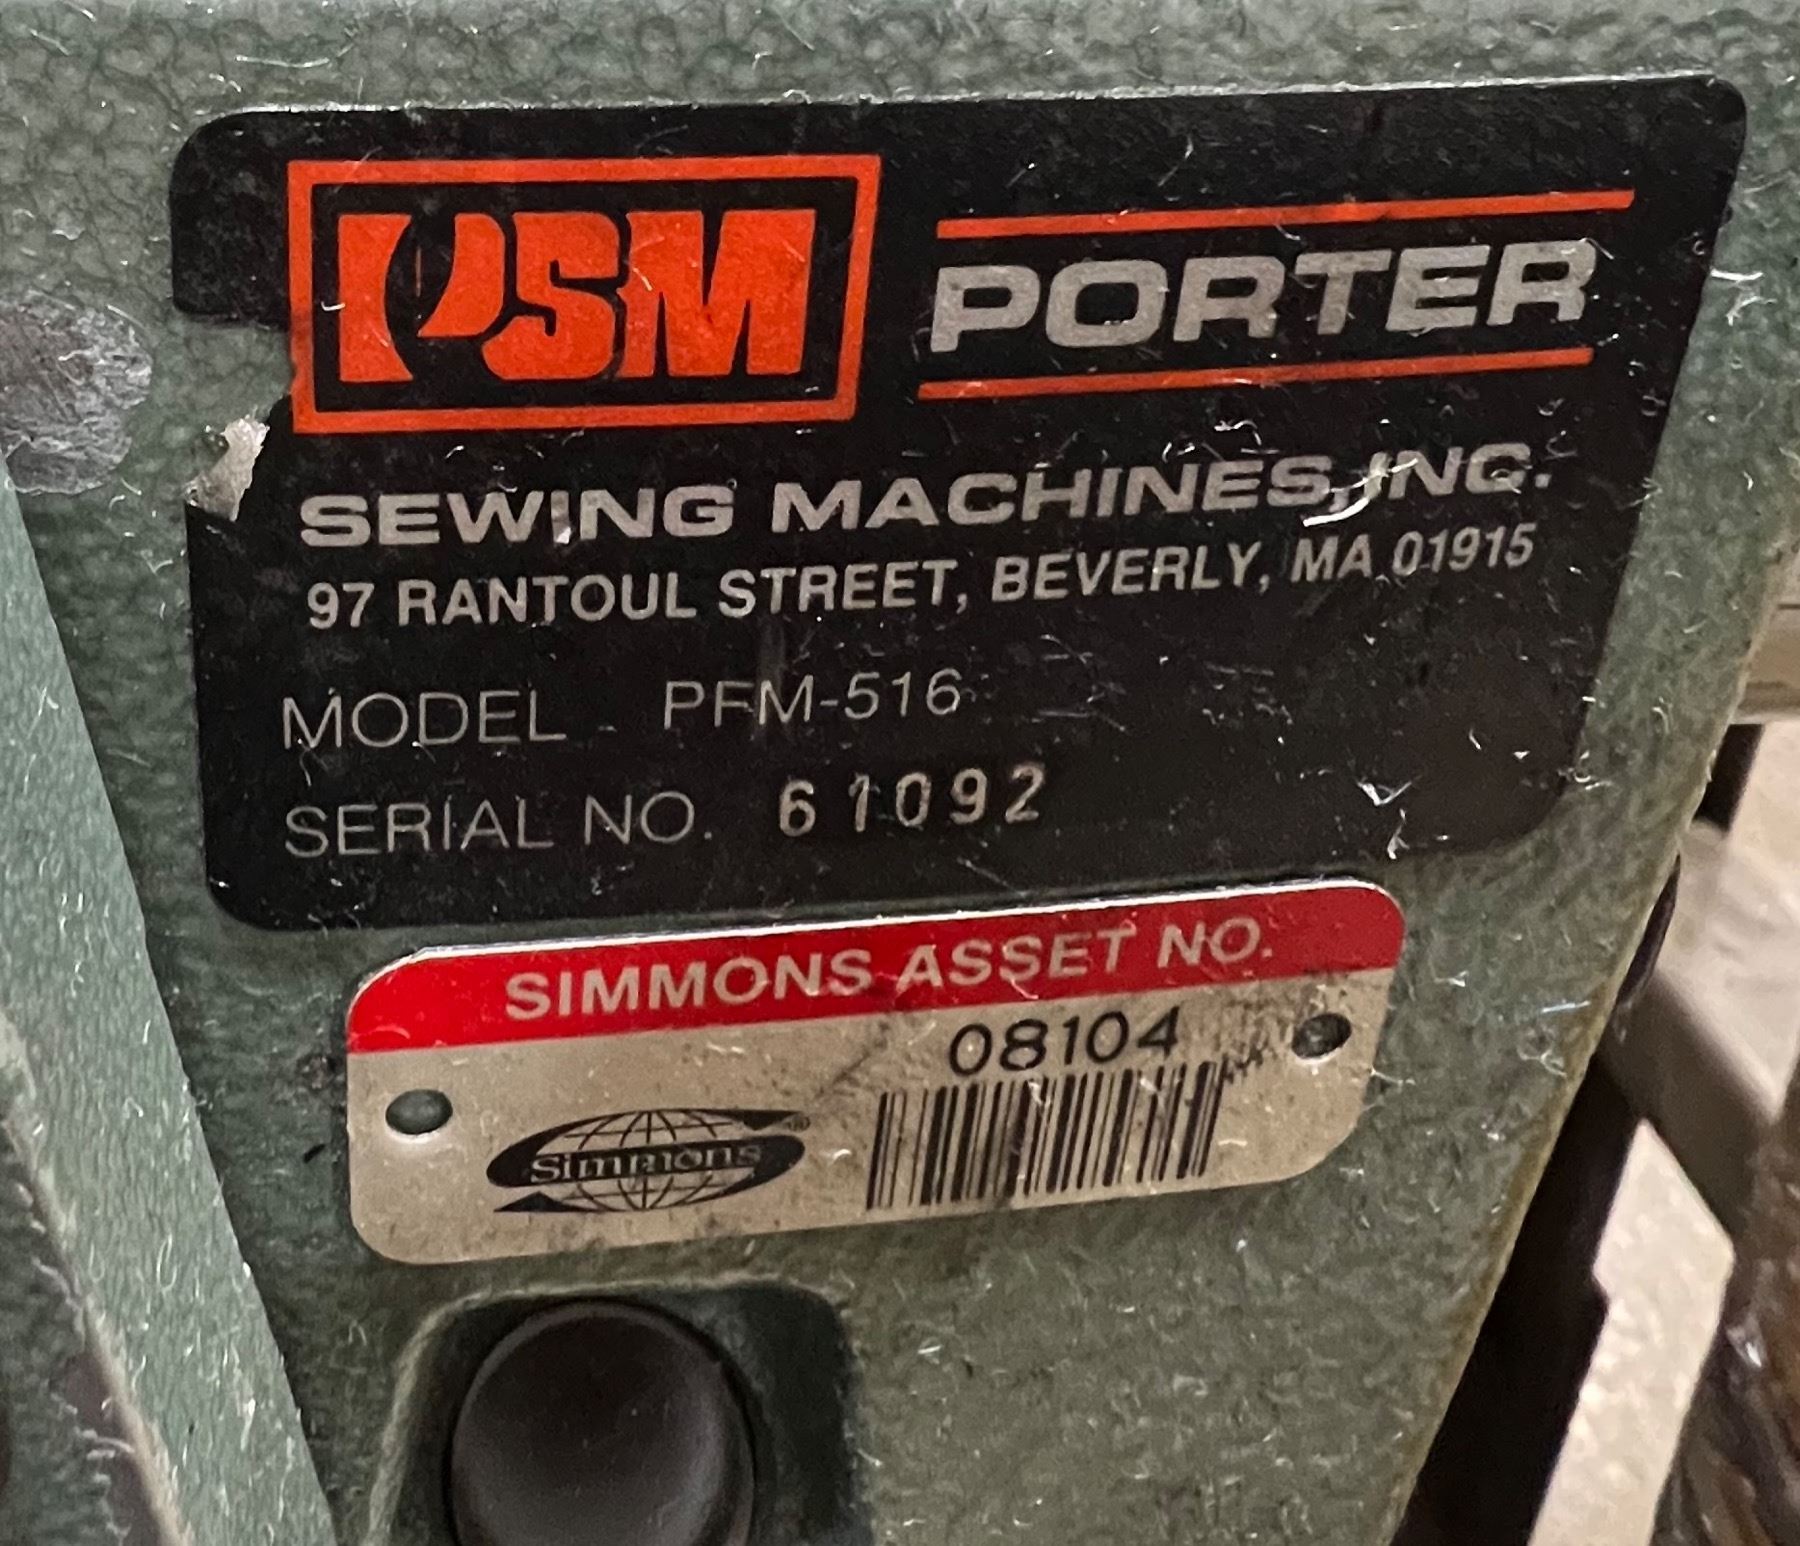 PSM
PORTER
SEWING MACHINES, INC.
97 RANTOUL STREET, BEVERLY, MA 01915
MODEL PFM-516
SERIAL NO. 61092
SIMMONS ASSET NO.
08104
Simmons®